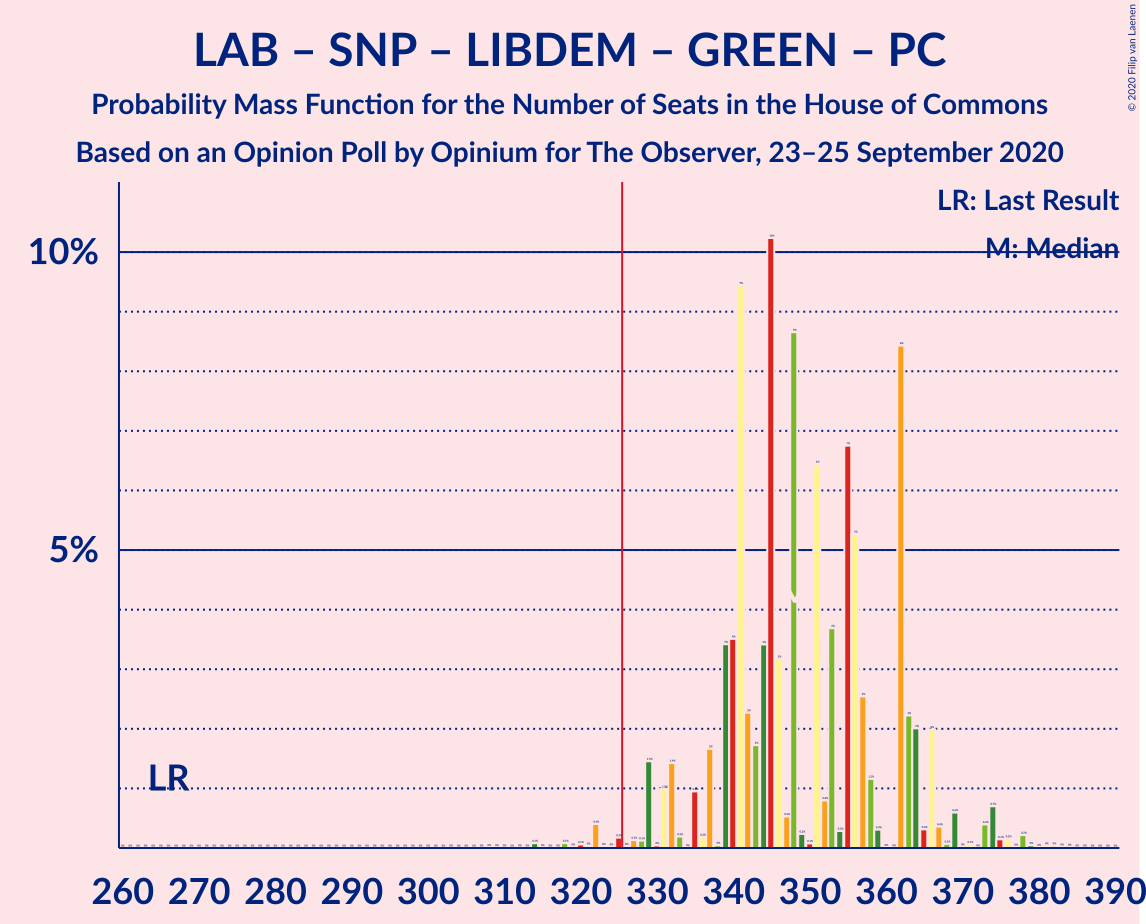 LAB – SNP – LIBDEM – GREEN – PC
Probability Mass Function for the Number of Seats in the House of Commons
Based on an Opinion Poll by Opinium for The Observer, 23–25 September 2020
© 2020 Filip van Laenen
LR: Last Result
M: Median
10%
5%
LR
260 270 280 290 300 310 320 330 340 350 360 370 380 390